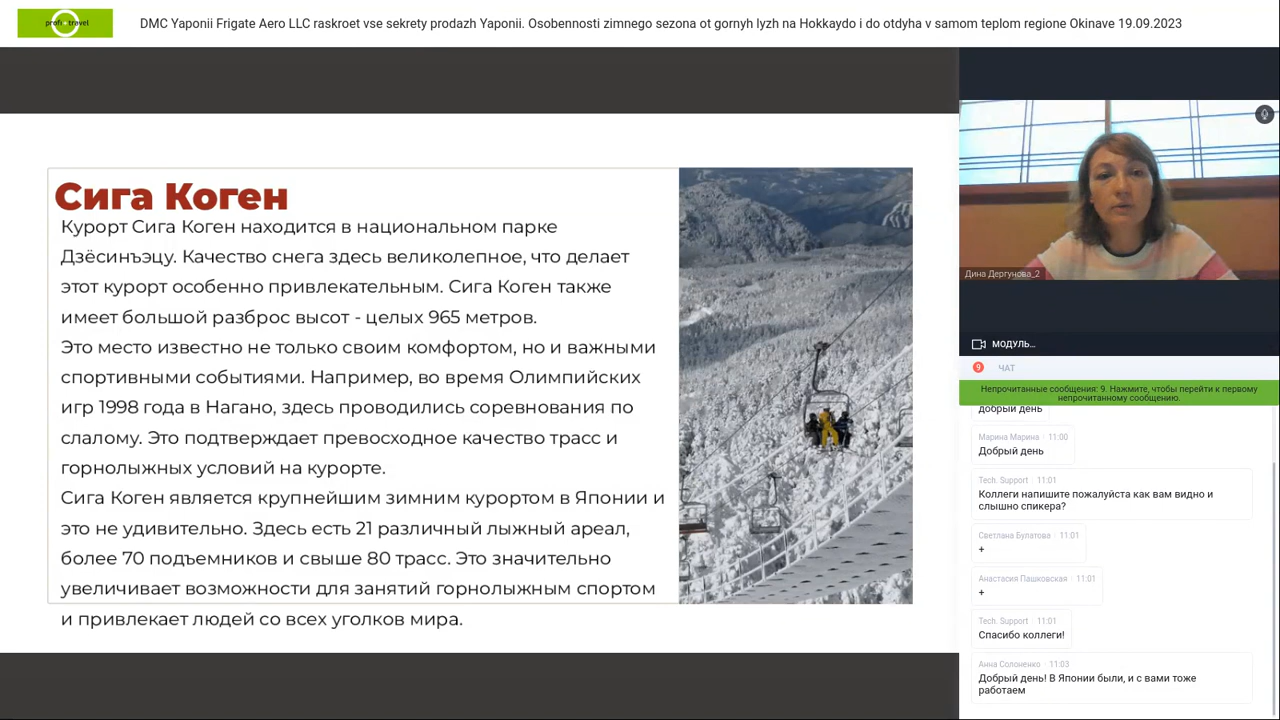 profi travel
DMC Yaponii Frigate Aero LLC raskroet vse sekrety prodazh Yaponii. Osobennosti zimnego sezona ot gornyh lyzh na Hokkaydo i do otdyha v samom teplom regione Okinave 19.09.2023
Сига Коген
Курорт Сига Коген находится в национальном парке
Дзёсинъэцу. Качество снега здесь великолепное, что делает
этот курорт особенно привлекательным. Сига Коген также
имеет большой разброс высот - целых 965 метров.
Это место известно не только своим комфортом, но и важными
спортивными событиями. Например, во время Олимпийских
игр 1998 года в Нагано, здесь проводились соревнования по
слалому. Это подтверждает превосходное качество трасс и
горнолыжных условий на курорте.
Сига Коген является крупнейшим зимним курортом в Японии и
это не удивительно. Здесь есть 21 различный лыжный ареал,
более 70 подъемников и свыше 80 трасс. Это значительно
увеличивает возможности для занятий горнолыжным спортом
и привлекает людей со всех уголков мира.
Дина Дергунова_2
МОДУЛЬ...
9 ЧАТ
Непрочитанные сообщения: 9. Нажмите, чтобы перейти к первому
непрочитанному сообщению.
добрый день
Марина Марина 11:00
Добрый день
Tech. Support 11:01
Коллеги напишите пожалуйста как вам видно и
слышно спикера?
Светлана Булатова 11:01
+
Анастасия Пашковская 11:01
+
Tech. Support 11:01
Спасибо коллеги!
Анна Солоненко 11:03
Добрый день! В Японии были, и с вами тоже
работаем